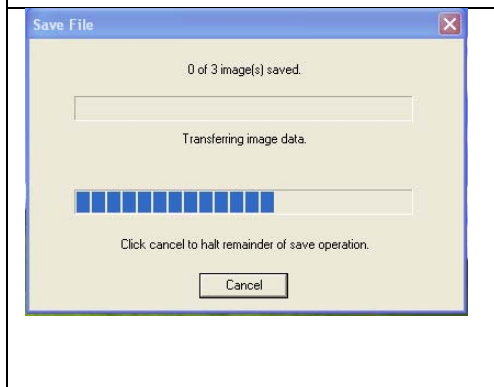 Save File
0 of 3 image(s) saved.
Transferring image data.
Click cancel to halt remainder of save operation.
Cancel